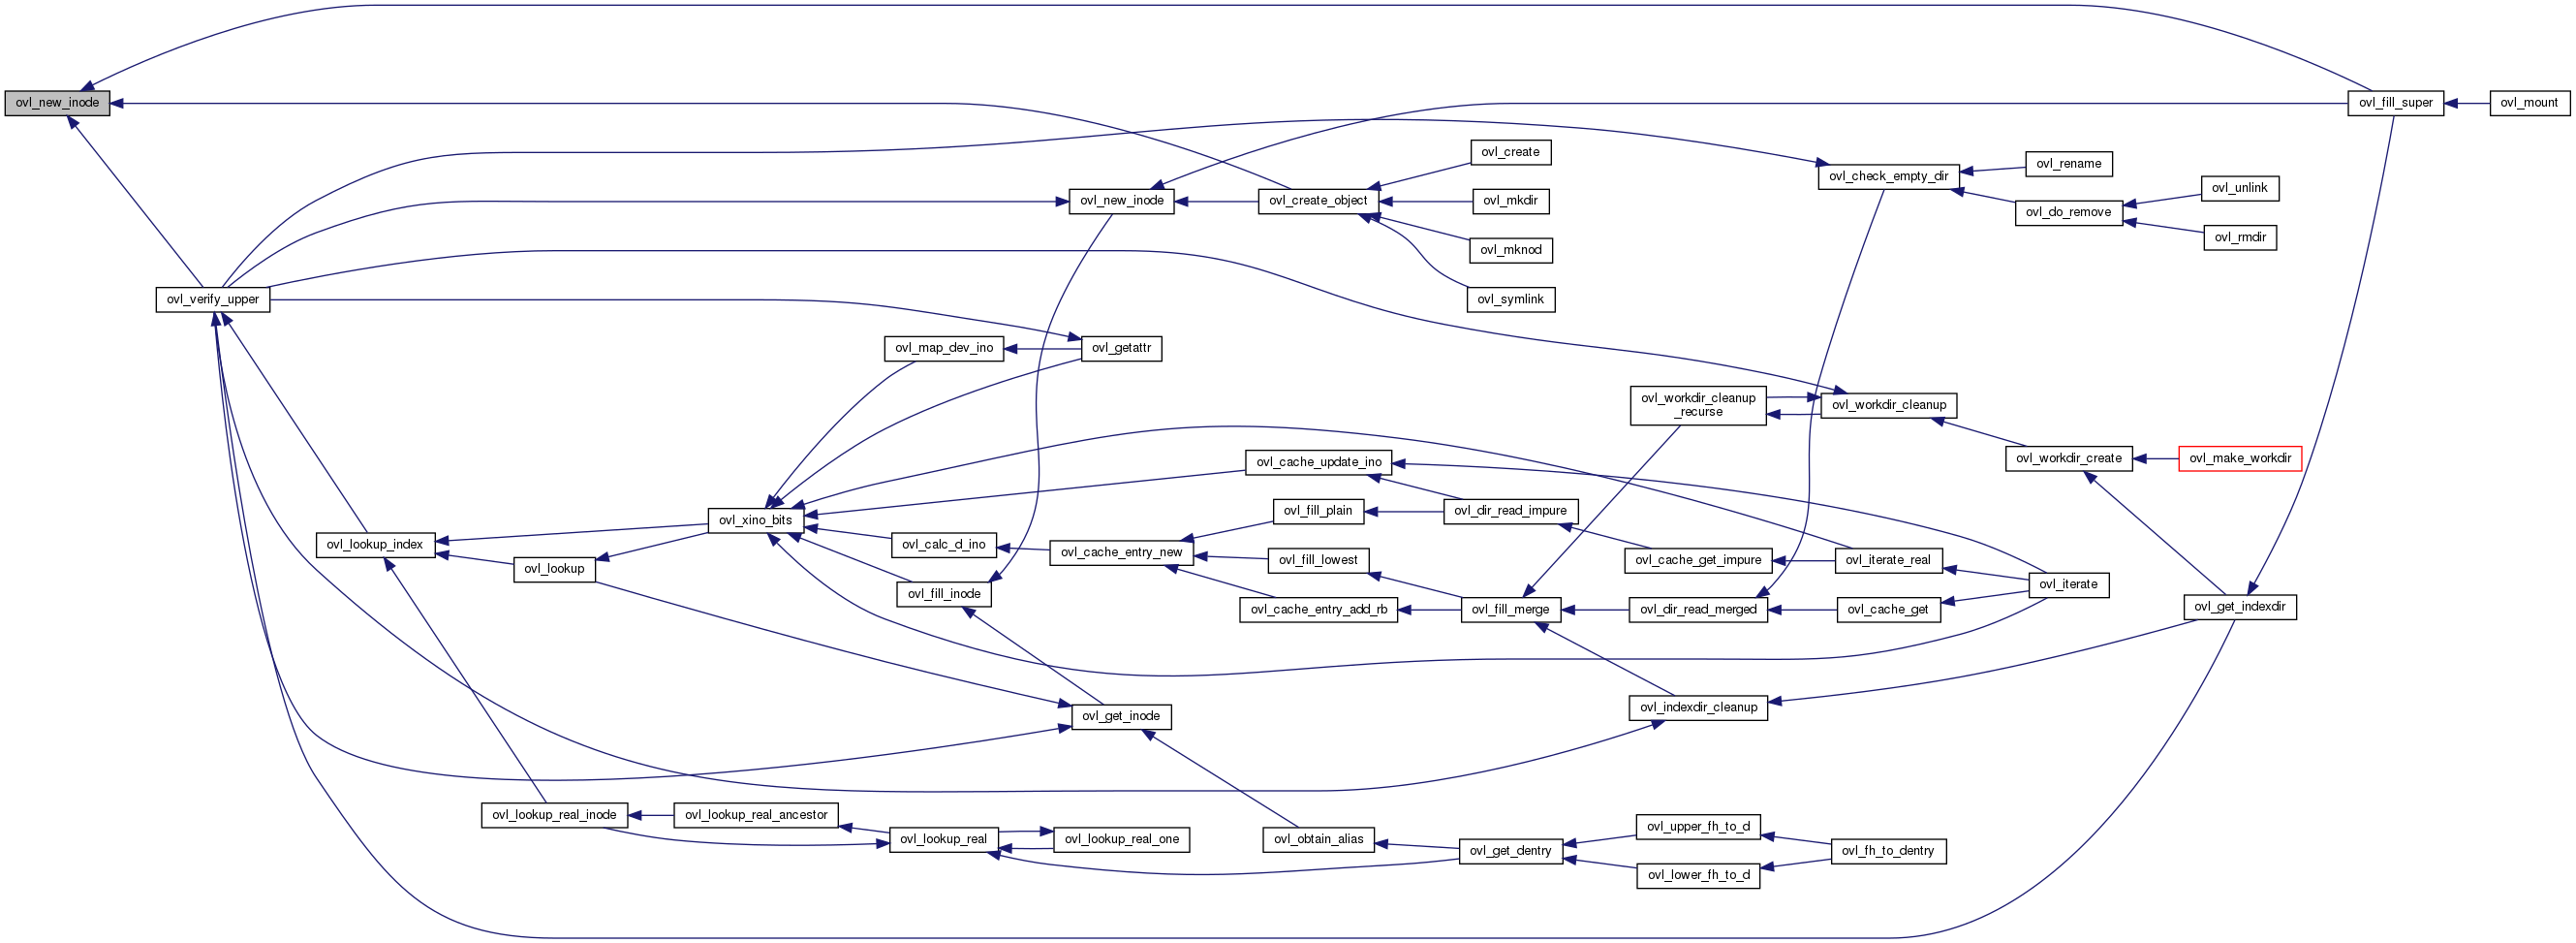 ovl_new_inode
ovl_fill_super
ovl_mount
ovl_create
ovl_rename
ovl_check_empty_dir
ovl_unlink
ovl_new_inode
ovl_create_object
ovl_mkdir
ovl_do_remove
ovl_rmdir
ovl_mknod
ovl_verify_upper
ovl_symlink
ovl_map_dev_ino
ovl_getattr
ovl_workdir_cleanup
_recurse
ovl_workdir_cleanup
ovl_cache_update_ino
ovl_workdir_create
ovl_make_workdir
ovl_fill_plain
ovl_dir_read_impure
ovl_xino_bits
ovl_lookup_index
ovl_calc_d_ino
ovl_cache_entry_new
ovl_fill_lowest
ovl_cache_get_impure
ovl_iterate_real
ovl_lookup
ovl_iterate
ovl_fill_inode
ovl_cache_entry_add_rb
ovl_fill_merge
ovl_dir_read_merged
ovl_cache_get
ovl_get_indexdir
ovl_get_inode
ovl_indexdir_cleanup
ovl_lookup_real_inode
ovl_lookup_real_ancestor
ovl_lookup_real
ovl_lookup_real_one
ovl_obtain_alias
ovl_upper_fh_to_d
ovl_get_dentry
ovl_fh_to_dentry
ovl_lower_fh_to_d